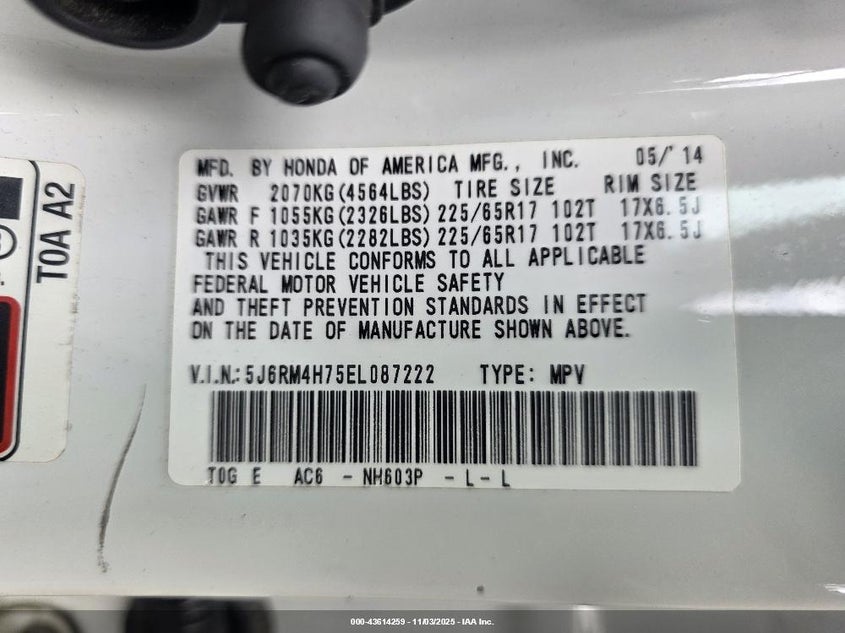 T0A A2
MFD. BY HONDA OF AMERICA MFG., INC. 05/'14
GVWR 2070KG(4564LBS) TIRE SIZE RIM SIZE
GAWR F 1055KG(2326LBS) 225/65R17 102T 17X6.5J
GAWR R 1035KG(2282LBS) 225/65R17 102T 17X6.5J
THIS VEHICLE CONFORMS TO ALL APPLICABLE
FEDERAL MOTOR VEHICLE SAFETY
AND THEFT PREVENTION STANDARDS IN EFFECT
ON THE DATE OF MANUFACTURE SHOWN ABOVE.
V.I.N.: 5J6RM4H75EL087222 TYPE: MPV
T0G E AC6 - NH603P - L - L
000-43614259 - 11/03/2025 - IAA Inc.